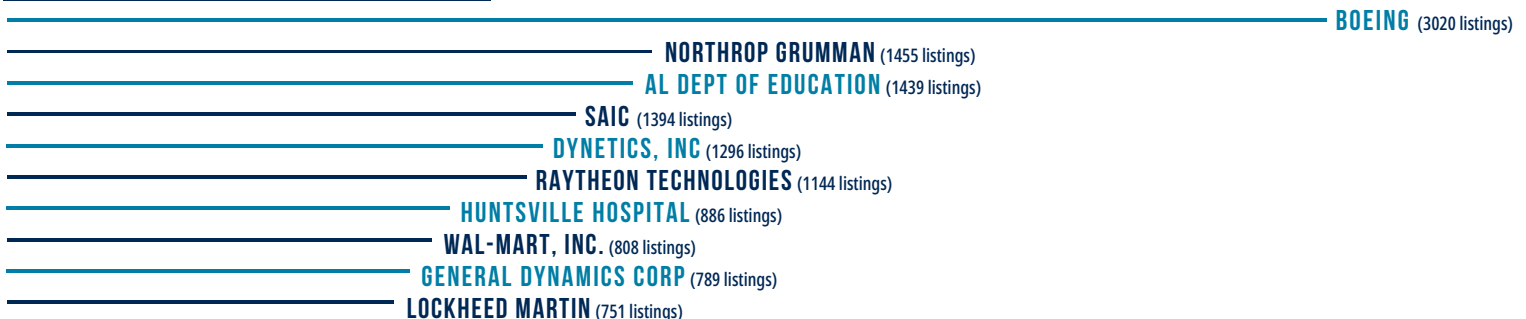 BOEING (3020 listings)
NORTHROP GRUMMAN (1455 listings)
AL DEPT OF EDUCATION (1439 listings)
SAIC (1394 listings)
DYNETICS, INC (1296 listings)
RAYTHEON TECHNOLOGIES (1144 listings)
HUNTSVILLE HOSPITAL (886 listings)
WAL-MART, INC. (808 listings)
GENERAL DYNAMICS CORP (789 listings)
LOCKHEED MARTIN (751 listings)